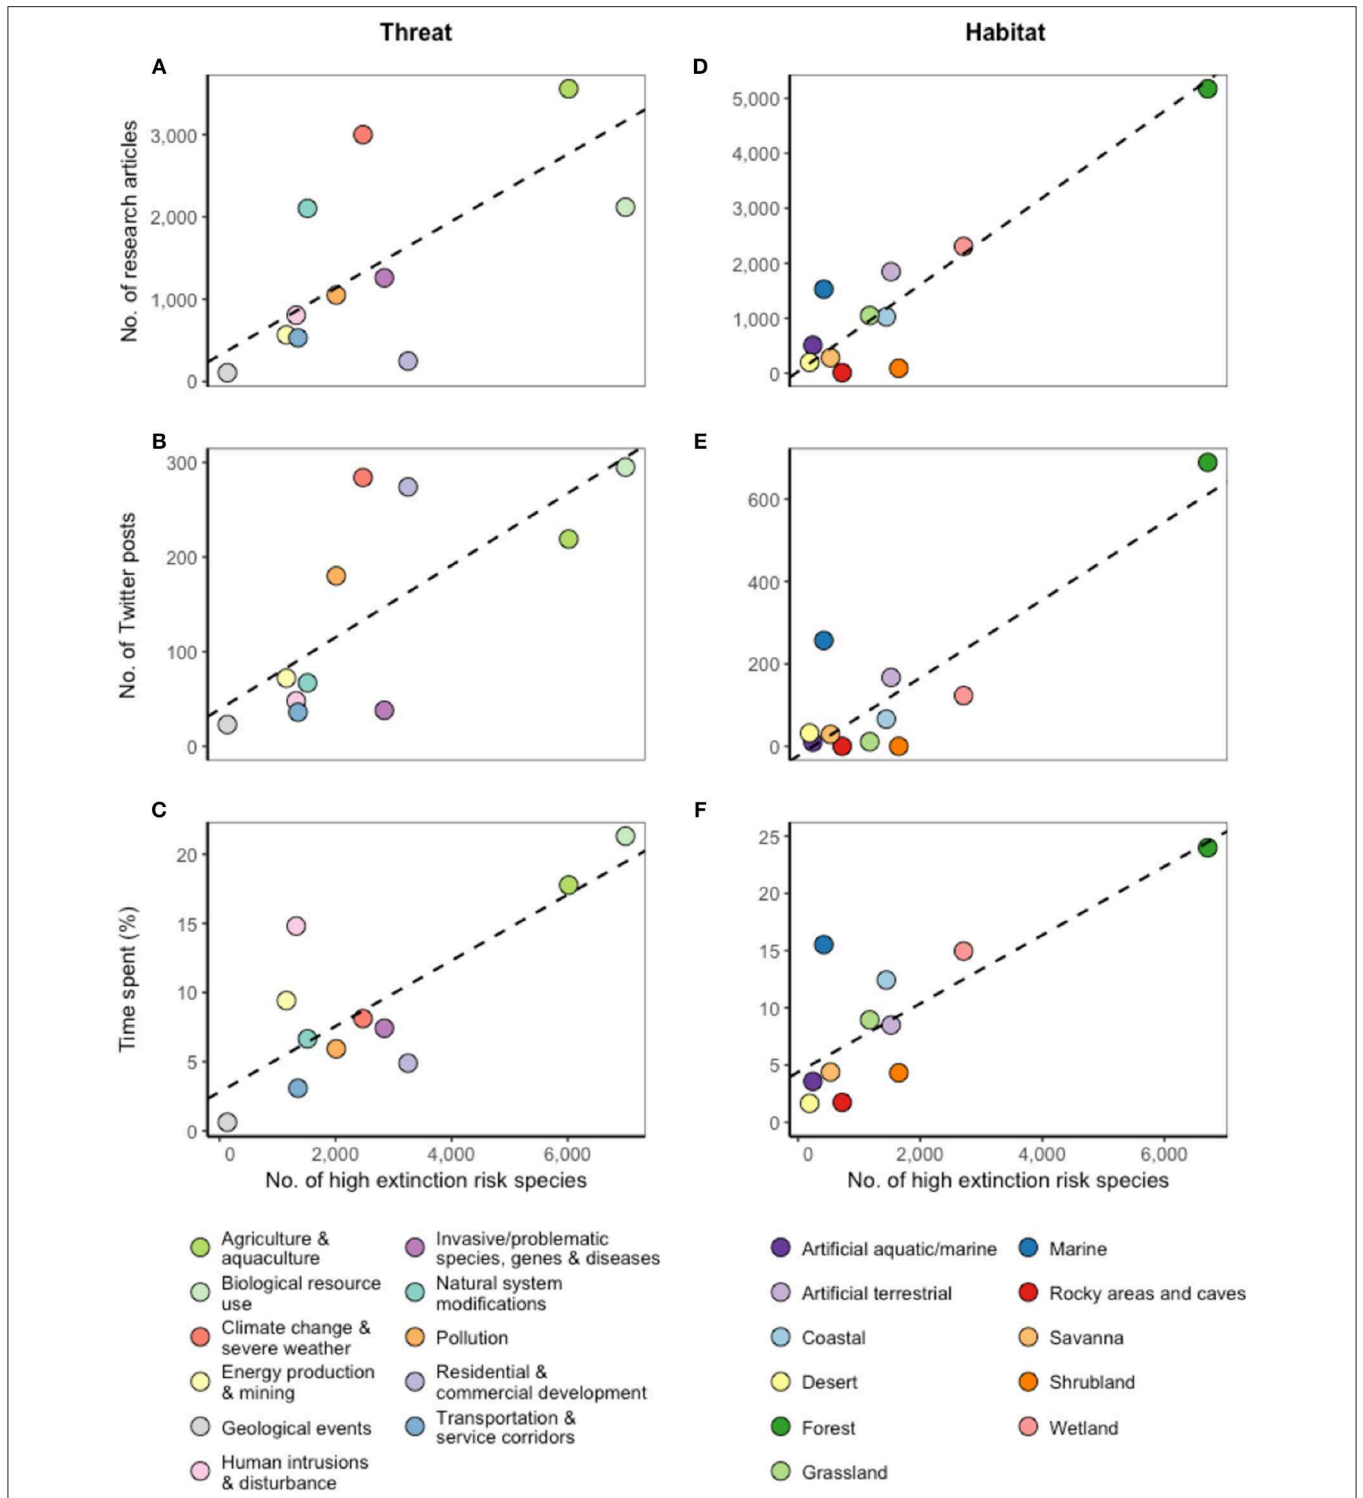 Threat
Habitat
A
No. of research articles
3,000
2,000
1,000
0
D
5,000
4,000
3,000
2,000
1,000
0
B
No. of Twitter posts
300
200
100
0
E
600
400
200
0
C
Time spent (%)
20
15
10
5
0
0 2,000 4,000 6,000
No. of high extinction risk species
F
25
20
15
10
5
0
0 2,000 4,000 6,000
No. of high extinction risk species
Agriculture &
aquaculture
Biological resource
use
Climate change &
severe weather
Energy production
& mining
Geological events
Human intrusions
& disturbance
Invasive/problematic
species, genes & diseases
Natural system
modifications
Pollution
Residential &
commercial development
Transportation &
service corridors
Artificial aquatic/marine
Artificial terrestrial
Coastal
Desert
Forest
Grassland
Marine
Rocky areas and caves
Savanna
Shrubland
Wetland